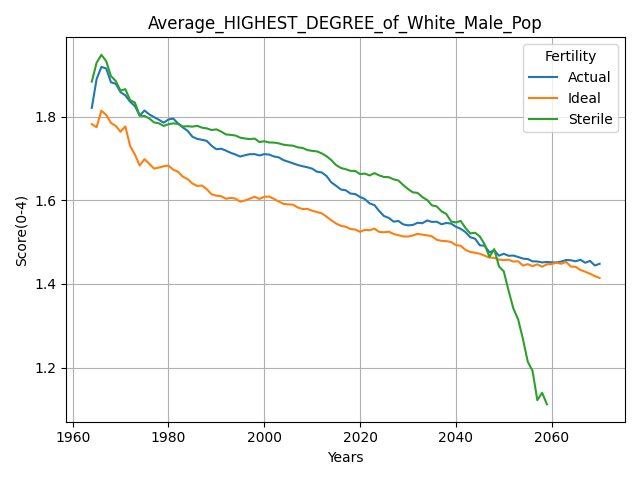 Average_HIGHEST_DEGREE_of_White_Male_Pop
Fertility
Actual
Ideal
Sterile
Score(0-4)
1.8
1.6
1.4
1.2
1960
1980
2000
2020
2040
2060
Years